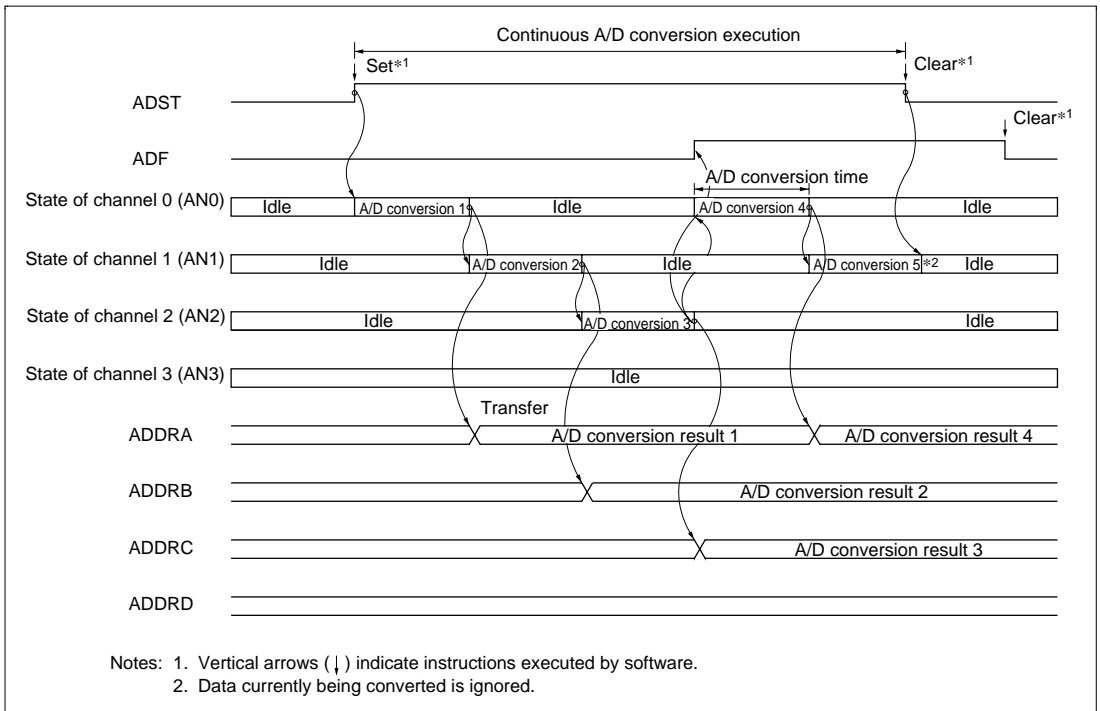 Continuous A/D conversion execution
Set*1 Clear*1
ADST
Clear*1
ADF
A/D conversion time
State of channel 0 (AN0) Idle A/D conversion 1 Idle A/D conversion 4 Idle
State of channel 1 (AN1) Idle A/D conversion 2 Idle A/D conversion 5 *2 Idle
State of channel 2 (AN2) Idle A/D conversion 3 Idle
State of channel 3 (AN3) Idle
Transfer
ADDRA A/D conversion result 1 A/D conversion result 4
ADDRB A/D conversion result 2
ADDRC A/D conversion result 3
ADDRD
Notes: 1. Vertical arrows (↓) indicate instructions executed by software.
2. Data currently being converted is ignored.